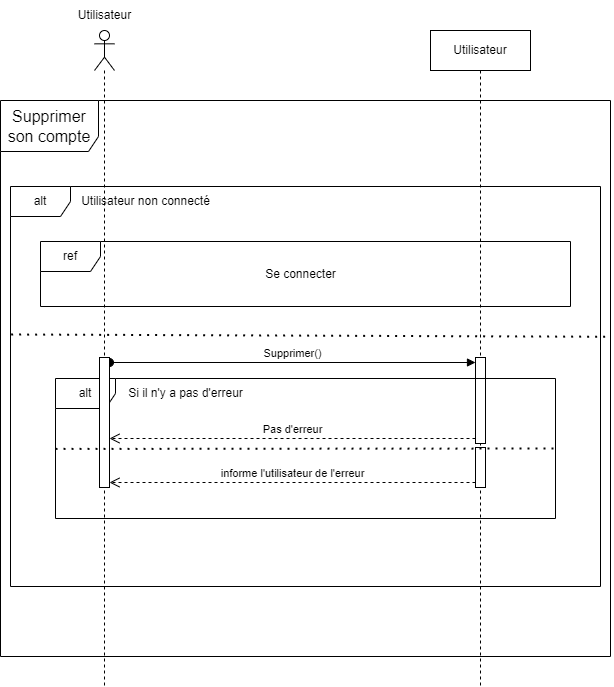 Utilisateur
Utilisateur
Supprimer
son compte
alt
Utilisateur non connecté
ref
Se connecter
Supprimer()
alt
Si il n'y a pas d'erreur
Pas d'erreur
informe l'utilisateur de l'erreur